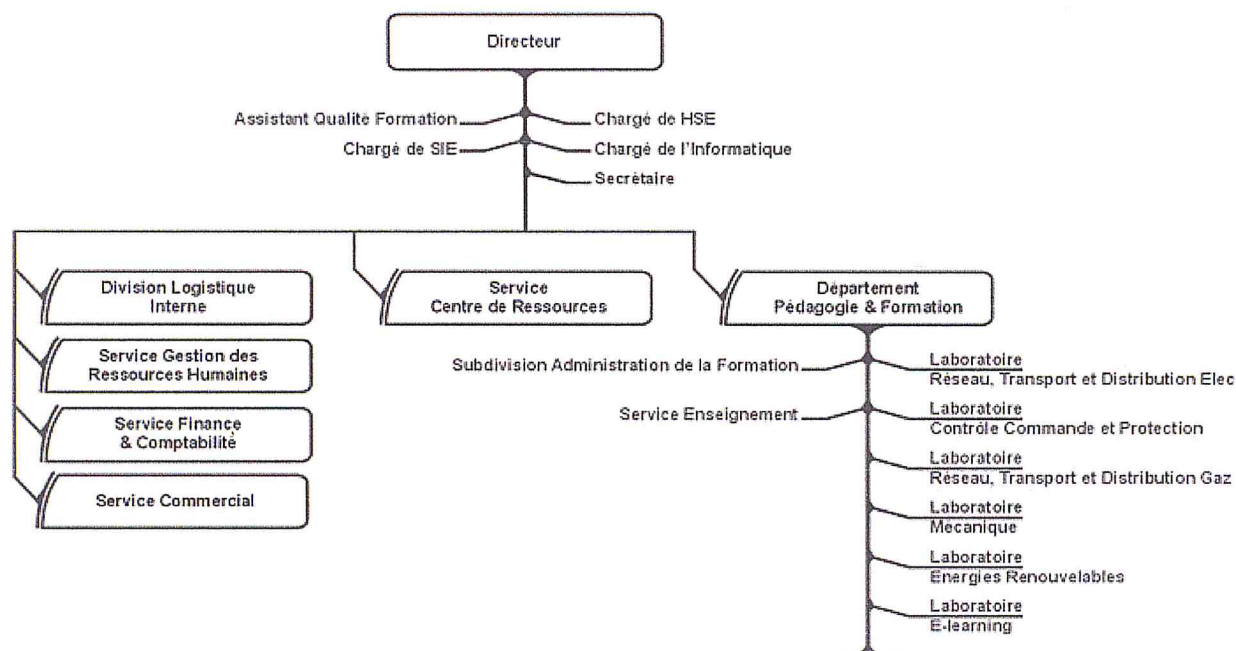 Directeur
Assistant Qualité Formation
Chargé de HSE
Chargé de SIE
Chargé de l'Informatique
Secrétaire
Division Logistique
Interne
Service
Centre de Ressources
Département
Pédagogie & Formation
Service Gestion des
Ressources Humaines
Service Finance
& Comptabilité
Service Commercial
Subdivision Administration de la Formation
Service Enseignement
Laboratoire
Réseau, Transport et Distribution Elec
Laboratoire
Contrôle Commande et Protection
Laboratoire
Réseau, Transport et Distribution Gaz
Laboratoire
Mécanique
Laboratoire
Energies Renouvelables
Laboratoire
E-learning